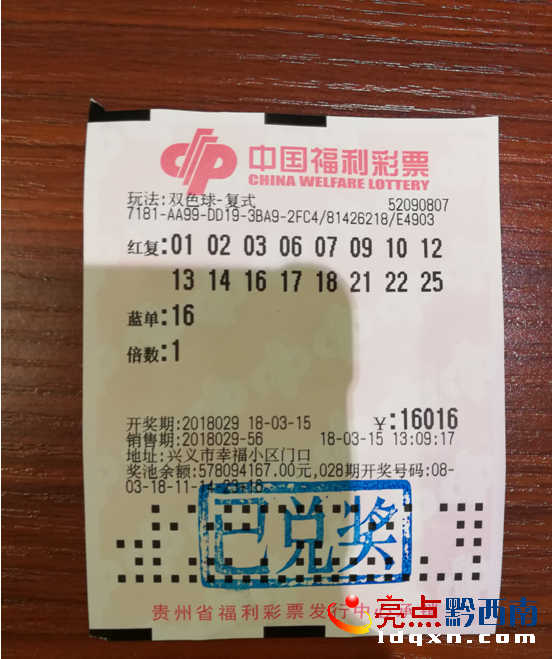 中国福利彩票
CHINA WELFARE LOTTERY
玩法:双色球-复式 52090807
7181-AA99-DD19-3BA9-2FC4/81426218/E4903
红复:01 02 03 06 07 09 10 12
13 14 16 17 18 21 22 25
蓝单:16
倍数:1
开奖期:2018029 18-03-15 ¥:16016
销售期:2018029-56 18-03-15 13:09:17
地址:兴义市幸福小区门口
奖池余额:578094167.00元,028期开奖号码:08-
03-18-11-14-23+16
已兑奖
贵州省福利彩票发行中心承销
亮点黔西南
ldqxn.com